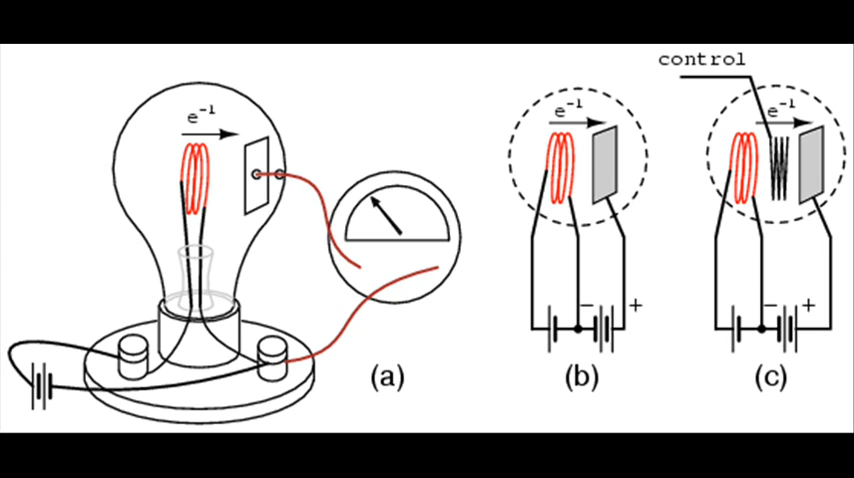 control
e⁻¹
e⁻¹
e⁻¹
− +
− +
(a)
(b)
(c)